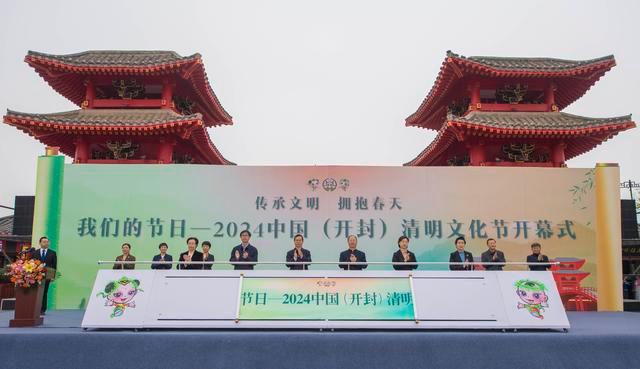 传承文明 拥抱春天
我们的节日—2024中国（开封）清明文化节开幕式
节日—2024中国（开封）清明